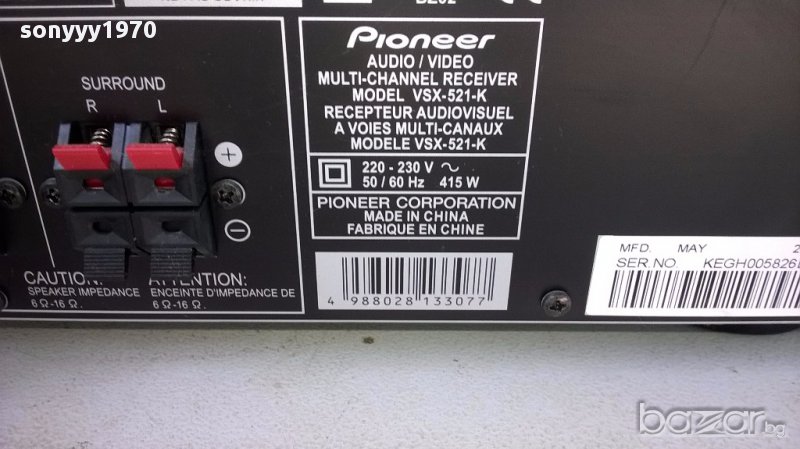 sonyyy1970
SURROUND
R L
+
−
CAUTION:
SPEAKER IMPEDANCE
6 Ω-16 Ω.
ATTENTION:
ENCEINTE D'IMPEDANCE DE
6 Ω-16 Ω.
Pioneer
AUDIO / VIDEO
MULTI-CHANNEL RECEIVER
MODEL VSX-521-K
RECEPTEUR AUDIOVISUEL
A VOIES MULTI-CANAUX
MODELE VSX-521-K
220 - 230 V ~
50 / 60 Hz 415 W
PIONEER CORPORATION
MADE IN CHINA
FABRIQUE EN CHINE
4 988028 133077
MFD. MAY 2
SER.NO. KEGH005826
bazar.bg